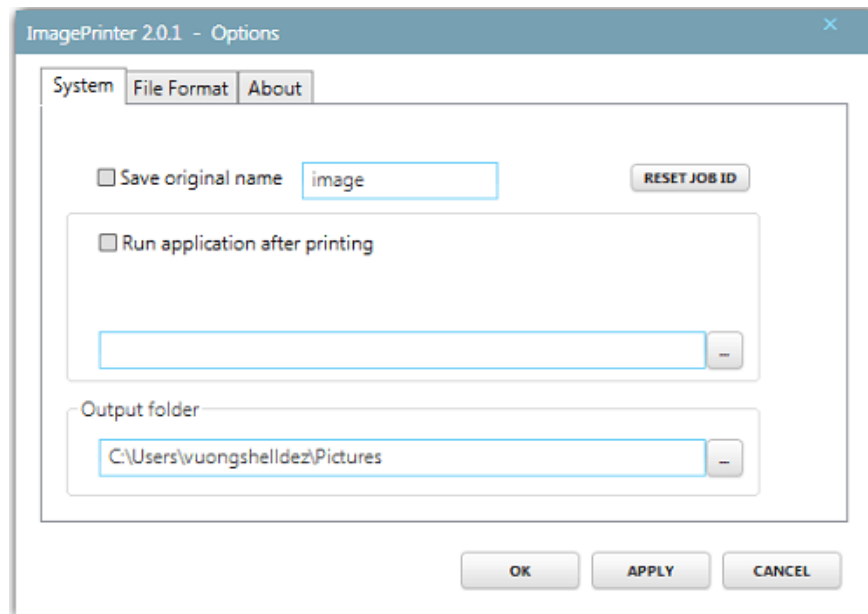 ImagePrinter 2.0.1 - Options
System File Format About
Save original name image RESET JOB ID
Run application after printing
...
Output folder
C:\Users\vuongshelldez\Pictures ...
OK APPLY CANCEL